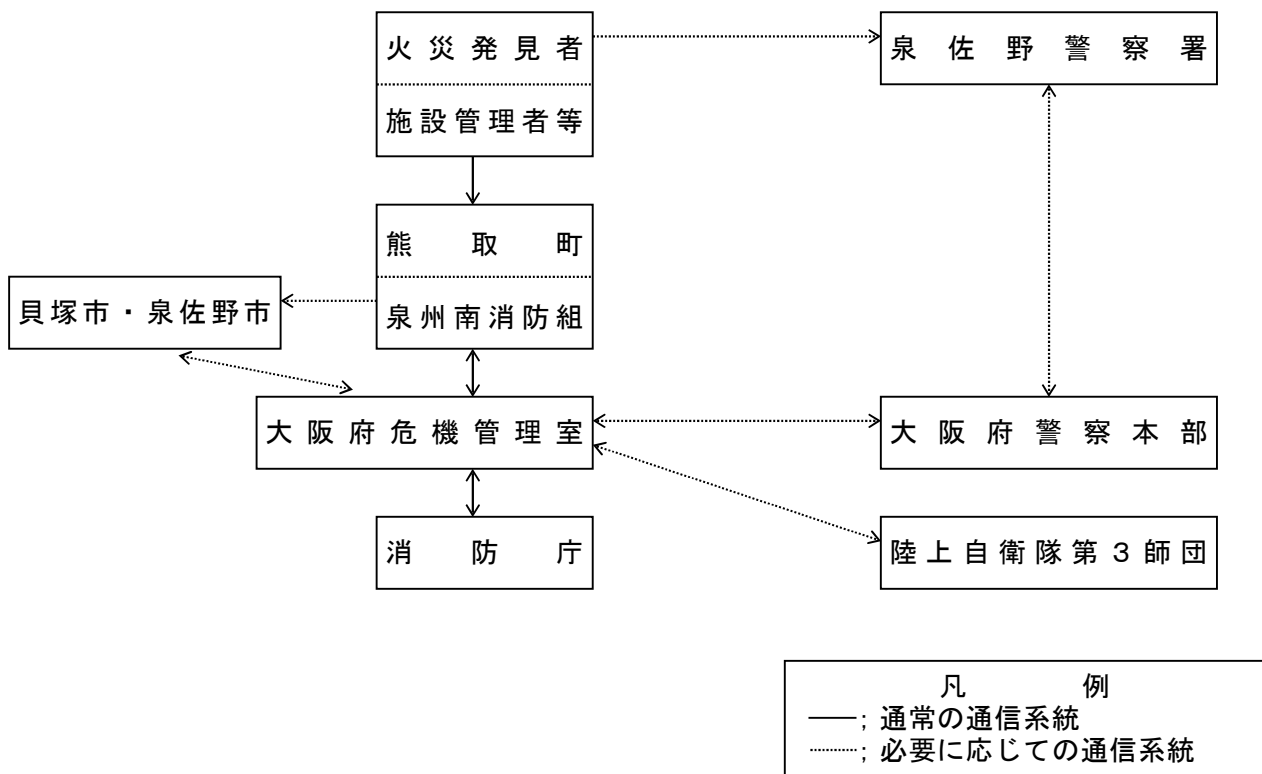 火災発見者
施設管理者等
泉佐野警察署
熊取町
泉州南消防組
貝塚市・泉佐野市
大阪府危機管理室
大阪府警察本部
消防庁
陸上自衛隊第３師団
凡例
; 通常の通信系統
; 必要に応じての通信系統